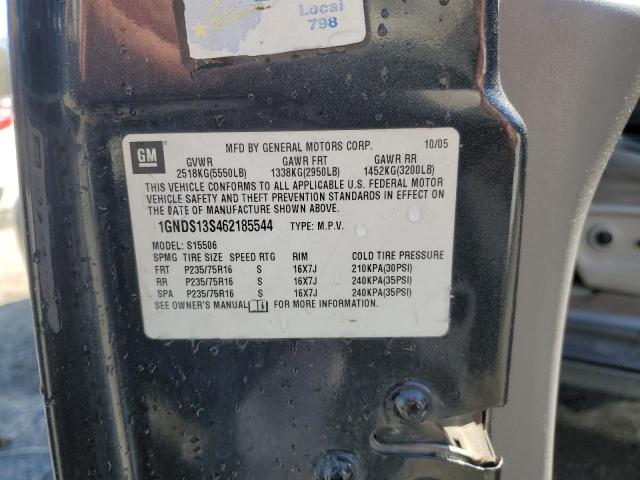 Local
798
GM
MFD BY GENERAL MOTORS CORP. 10/05
GVWR GAWR FRT GAWR RR
2518KG(5550LB) 1338KG(2950LB) 1452KG(3200LB)
THIS VEHICLE CONFORMS TO ALL APPLICABLE U.S. FEDERAL MOTOR
VEHICLE SAFETY AND THEFT PREVENTION STANDARDS IN EFFECT ON
THE DATE OF MANUFACTURE SHOWN ABOVE.
1GNDS13S462185544 TYPE: M.P.V.
MODEL: S15506
SPMG TIRE SIZE SPEED RTG RIM COLD TIRE PRESSURE
FRT P235/75R16 S 16X7J 210KPA(30PSI)
RR P235/75R16 S 16X7J 240KPA(35PSI)
SPA P235/75R16 S 16X7J 240KPA(35PSI)
SEE OWNER'S MANUAL FOR MORE INFORMATION.